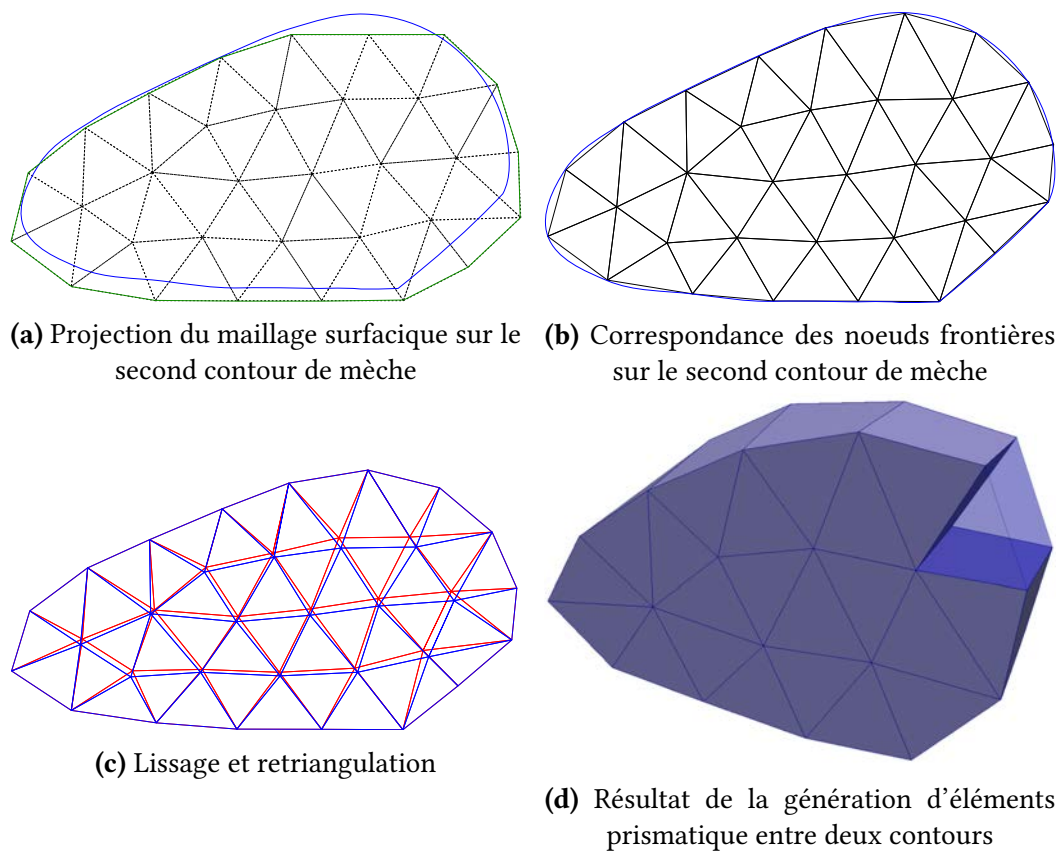 (a) Projection du maillage surfacique sur le
second contour de mèche
(b) Correspondance des noeuds frontières
sur le second contour de mèche
(c) Lissage et retriangulation
(d) Résultat de la génération d'éléments
prismatique entre deux contours